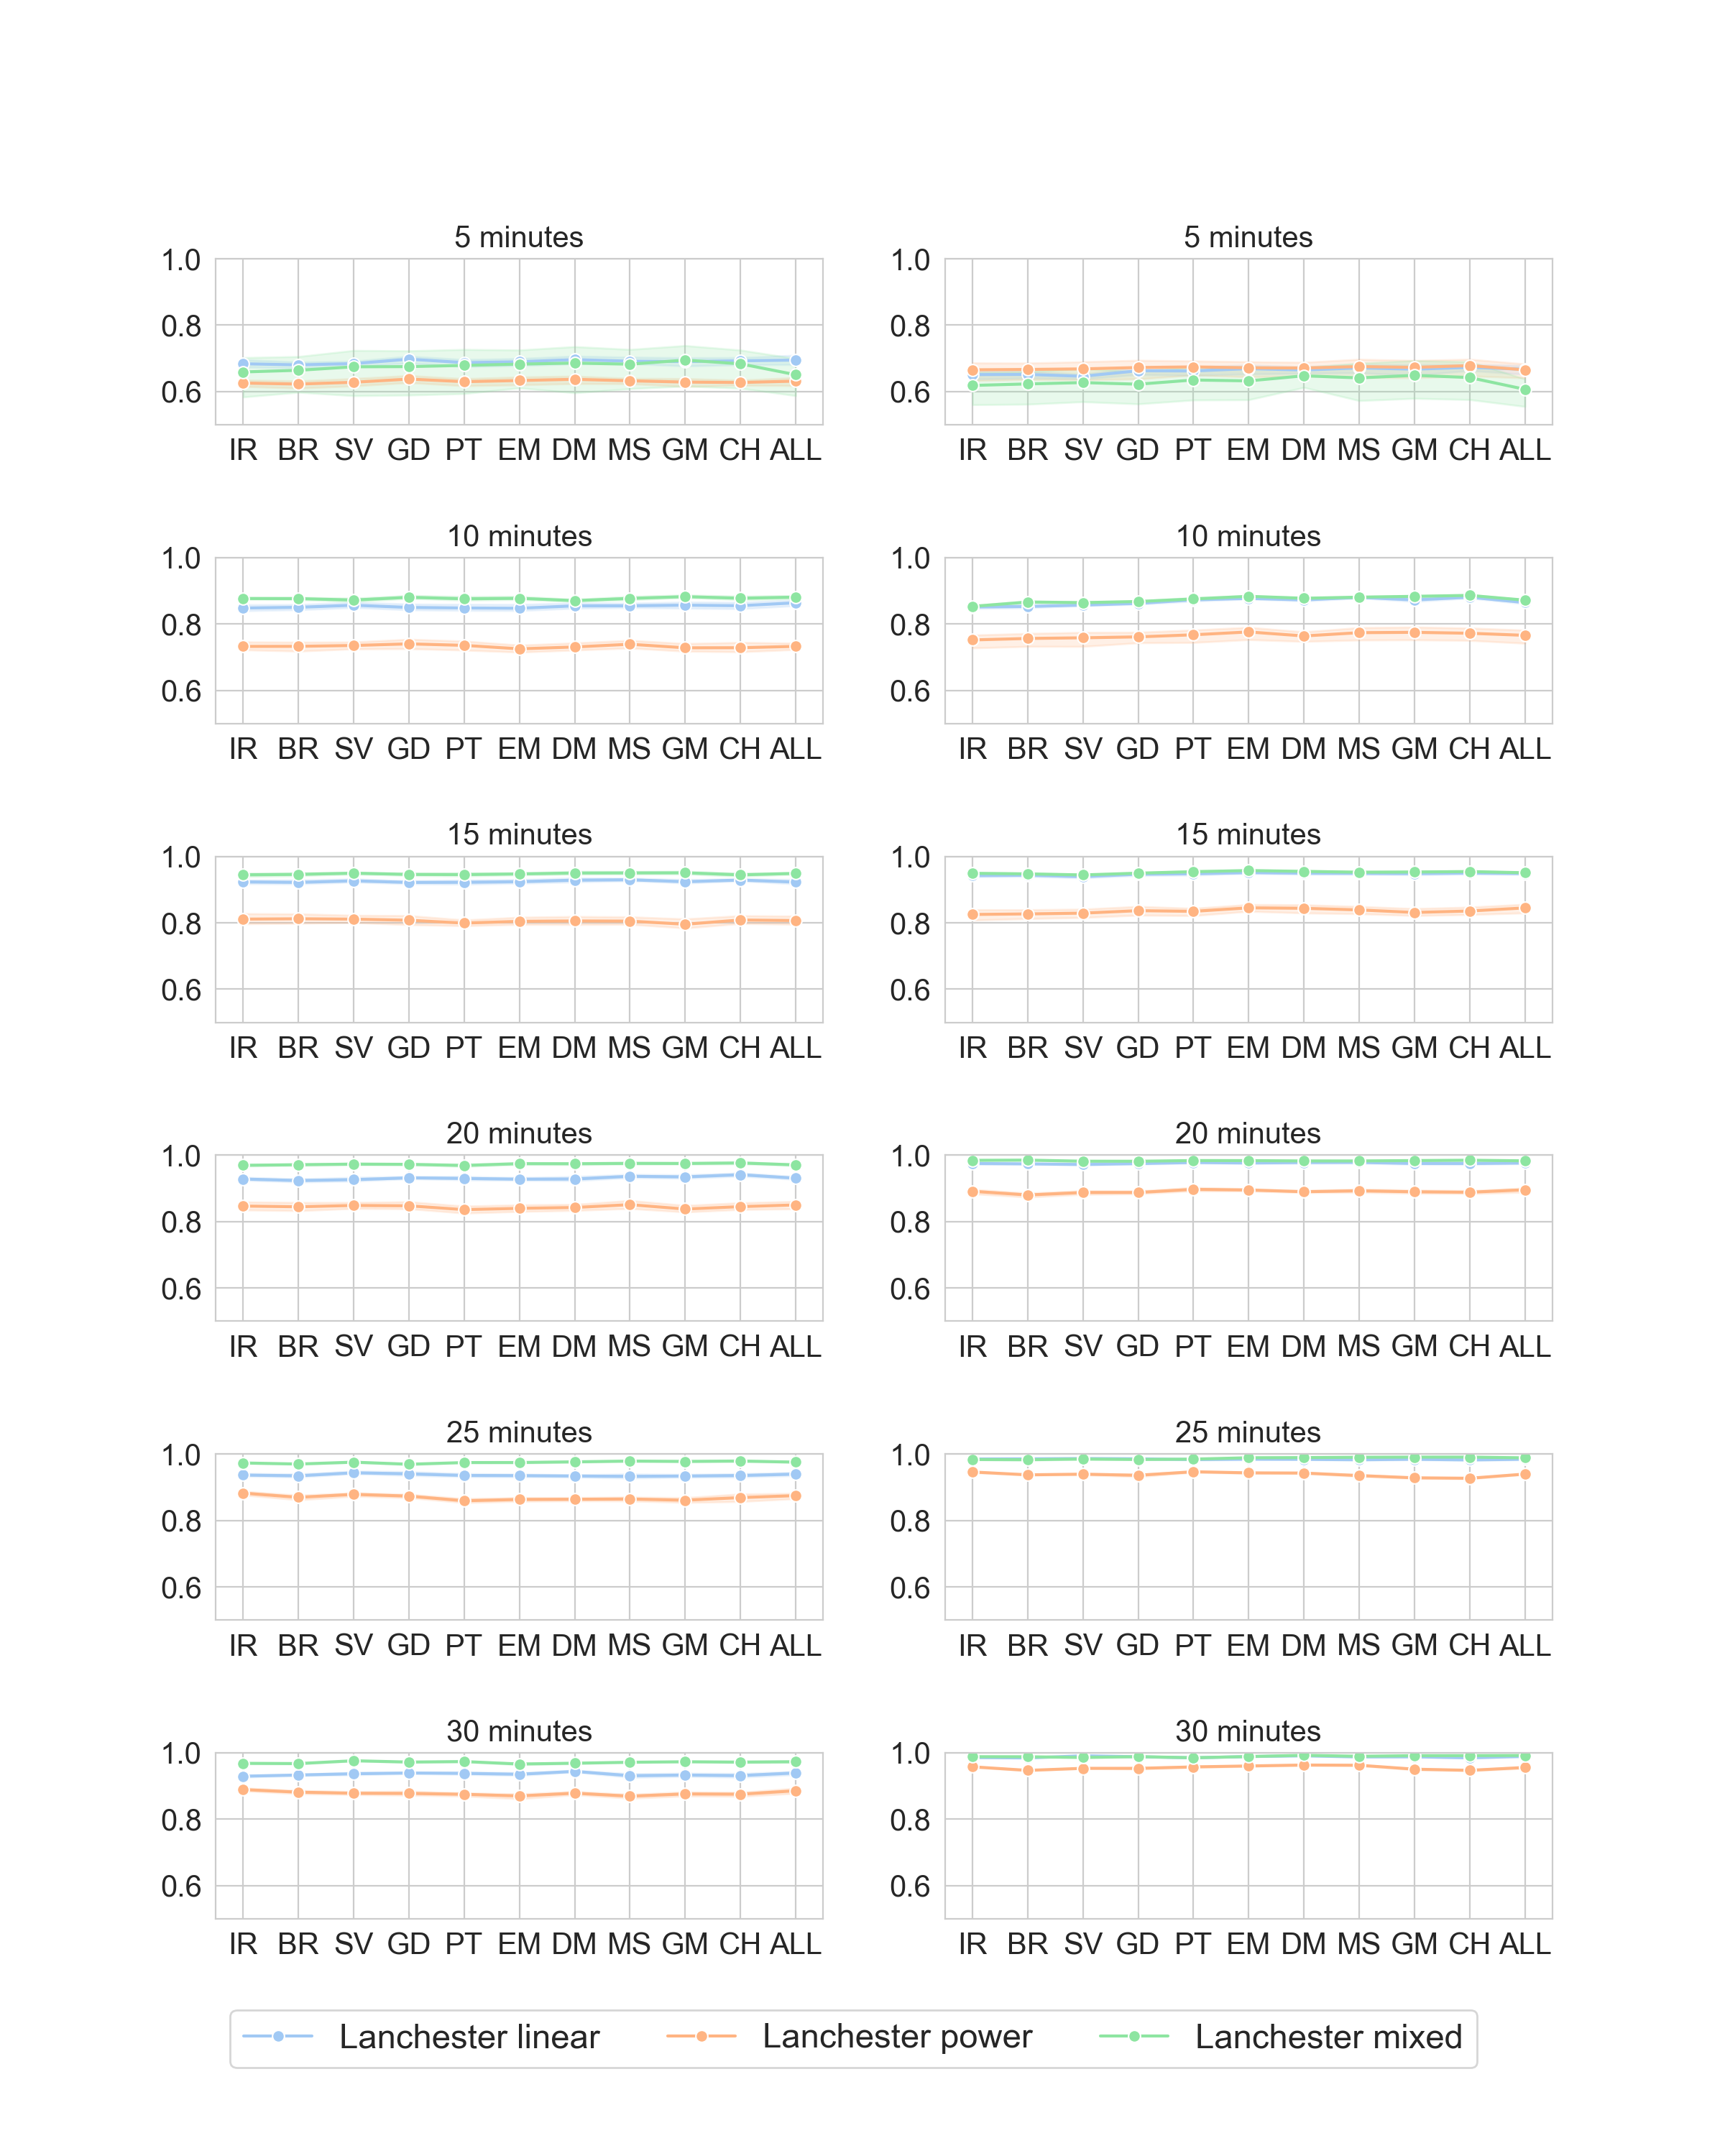 5 minutes 5 minutes
1.0 1.0
0.8 0.8
0.6 0.6
IR BR SV GD PT EM DM MS GM CH ALL IR BR SV GD PT EM DM MS GM CH ALL
10 minutes 10 minutes
1.0 1.0
0.8 0.8
0.6 0.6
IR BR SV GD PT EM DM MS GM CH ALL IR BR SV GD PT EM DM MS GM CH ALL
15 minutes 15 minutes
1.0 1.0
0.8 0.8
0.6 0.6
IR BR SV GD PT EM DM MS GM CH ALL IR BR SV GD PT EM DM MS GM CH ALL
20 minutes 20 minutes
1.0 1.0
0.8 0.8
0.6 0.6
IR BR SV GD PT EM DM MS GM CH ALL IR BR SV GD PT EM DM MS GM CH ALL
25 minutes 25 minutes
1.0 1.0
0.8 0.8
0.6 0.6
IR BR SV GD PT EM DM MS GM CH ALL IR BR SV GD PT EM DM MS GM CH ALL
30 minutes 30 minutes
1.0 1.0
0.8 0.8
0.6 0.6
IR BR SV GD PT EM DM MS GM CH ALL IR BR SV GD PT EM DM MS GM CH ALL
Lanchester linear Lanchester power Lanchester mixed